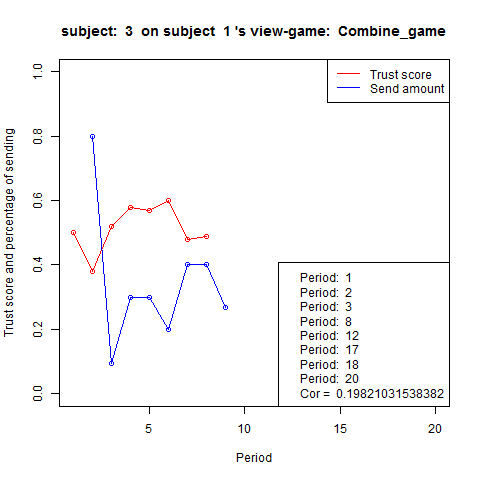 subject:  3  on subject  1 's view-game:  Combine_game
Trust score
Send amount
Trust score and percentage of sending
1.0
0.8
0.6
0.4
0.2
0.0
Period:  1
Period:  2
Period:  3
Period:  8
Period:  12
Period:  17
Period:  18
Period:  20
Cor =  0.19821031538382
5
10
15
20
Period